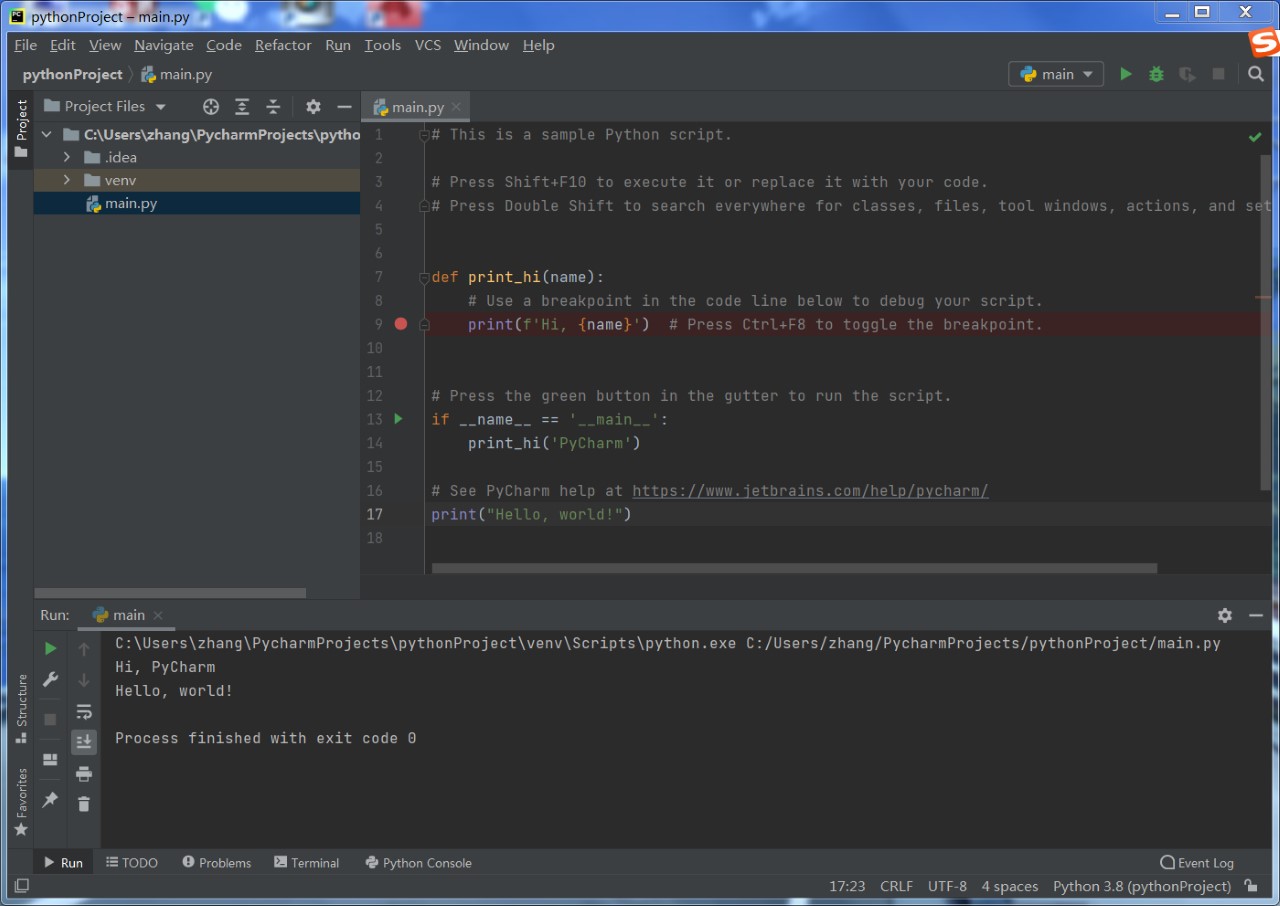 pythonProject – main.py
File Edit View Navigate Code Refactor Run Tools VCS Window Help
pythonProject main.py main
Project
Project Files
main.py
C:\Users\zhang\PycharmProjects\pytho
.idea
venv
main.py
1 # This is a sample Python script.
2
3 # Press Shift+F10 to execute it or replace it with your code.
4 # Press Double Shift to search everywhere for classes, files, tool windows, actions, and set
5
6
7 def print_hi(name):
8 # Use a breakpoint in the code line below to debug your script.
9 print(f'Hi, {name}')  # Press Ctrl+F8 to toggle the breakpoint.
10
11
12 # Press the green button in the gutter to run the script.
13 if __name__ == '__main__':
14 print_hi('PyCharm')
15
16 # See PyCharm help at https://www.jetbrains.com/help/pycharm/
17 print("Hello, world!")
18
Run: main
C:\Users\zhang\PycharmProjects\pythonProject\venv\Scripts\python.exe C:/Users/zhang/PycharmProjects/pythonProject/main.py
Hi, PyCharm
Hello, world!
Process finished with exit code 0
Structure
Favorites
Run TODO Problems Terminal Python Console Event Log
17:23 CRLF UTF-8 4 spaces Python 3.8 (pythonProject)